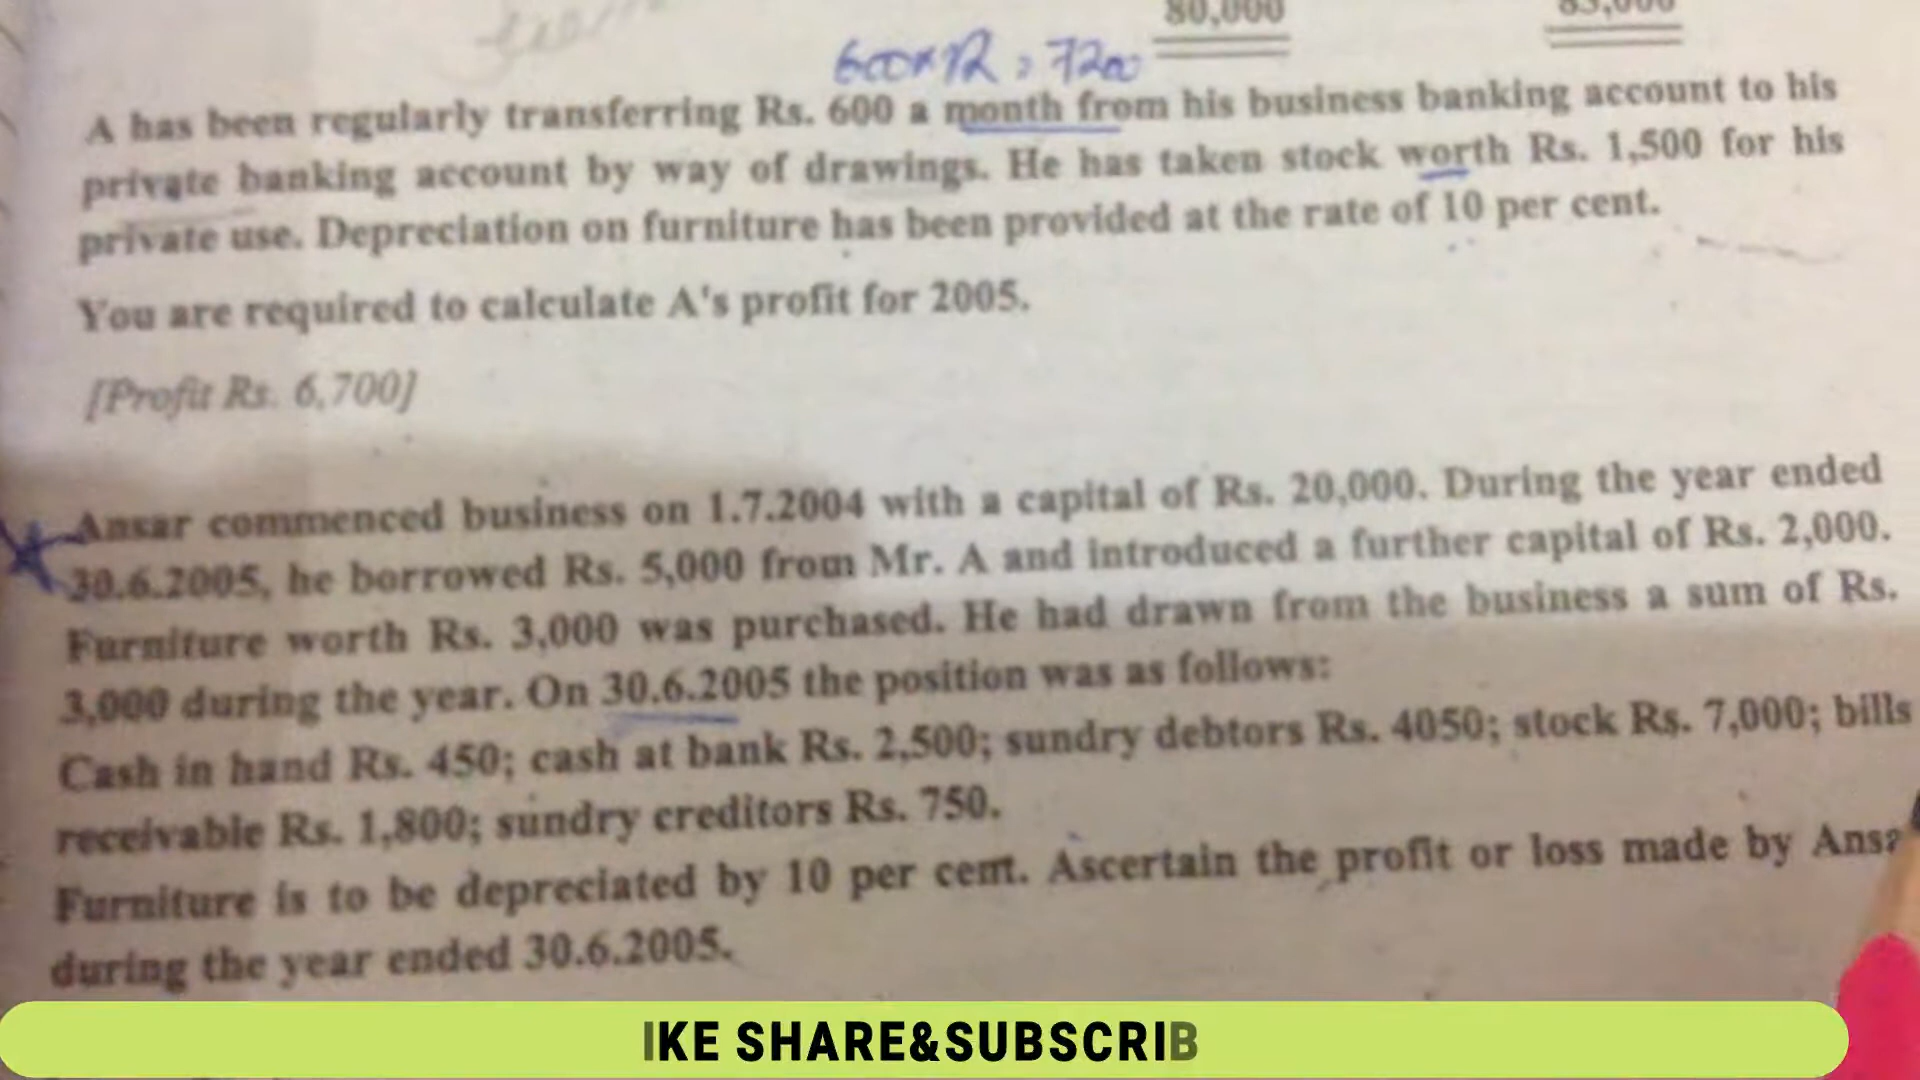 80,000 85,000
600×12 = 7200
A has been regularly transferring Rs. 600 a month from his business banking account to his
private banking account by way of drawings. He has taken stock worth Rs. 1,500 for his
private use. Depreciation on furniture has been provided at the rate of 10 per cent.
You are required to calculate A's profit for 2005.
[Profit Rs. 6,700]
Ansar commenced business on 1.7.2004 with a capital of Rs. 20,000. During the year ended
30.6.2005, he borrowed Rs. 5,000 from Mr. A and introduced a further capital of Rs. 2,000.
Furniture worth Rs. 3,000 was purchased. He had drawn from the business a sum of Rs.
3,000 during the year. On 30.6.2005 the position was as follows:
Cash in hand Rs. 450; cash at bank Rs. 2,500; sundry debtors Rs. 4050; stock Rs. 7,000; bills
receivable Rs. 1,800; sundry creditors Rs. 750.
Furniture is to be depreciated by 10 per cent. Ascertain the profit or loss made by Ansa
during the year ended 30.6.2005.
IKE SHARE&SUBSCRIB